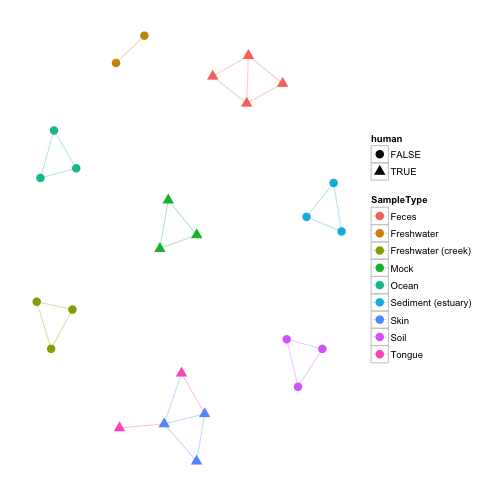 human
FALSE
TRUE
SampleType
Feces
Freshwater
Freshwater (creek)
Mock
Ocean
Sediment (estuary)
Skin
Soil
Tongue